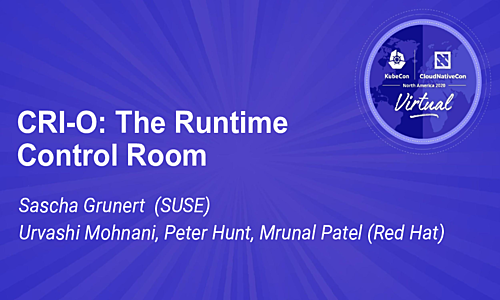 KubeCon
CloudNativeCon
North America 2020
Virtual
CRI-O: The Runtime
Control Room
Sascha Grunert (SUSE)
Urvashi Mohnani, Peter Hunt, Mrunal Patel (Red Hat)